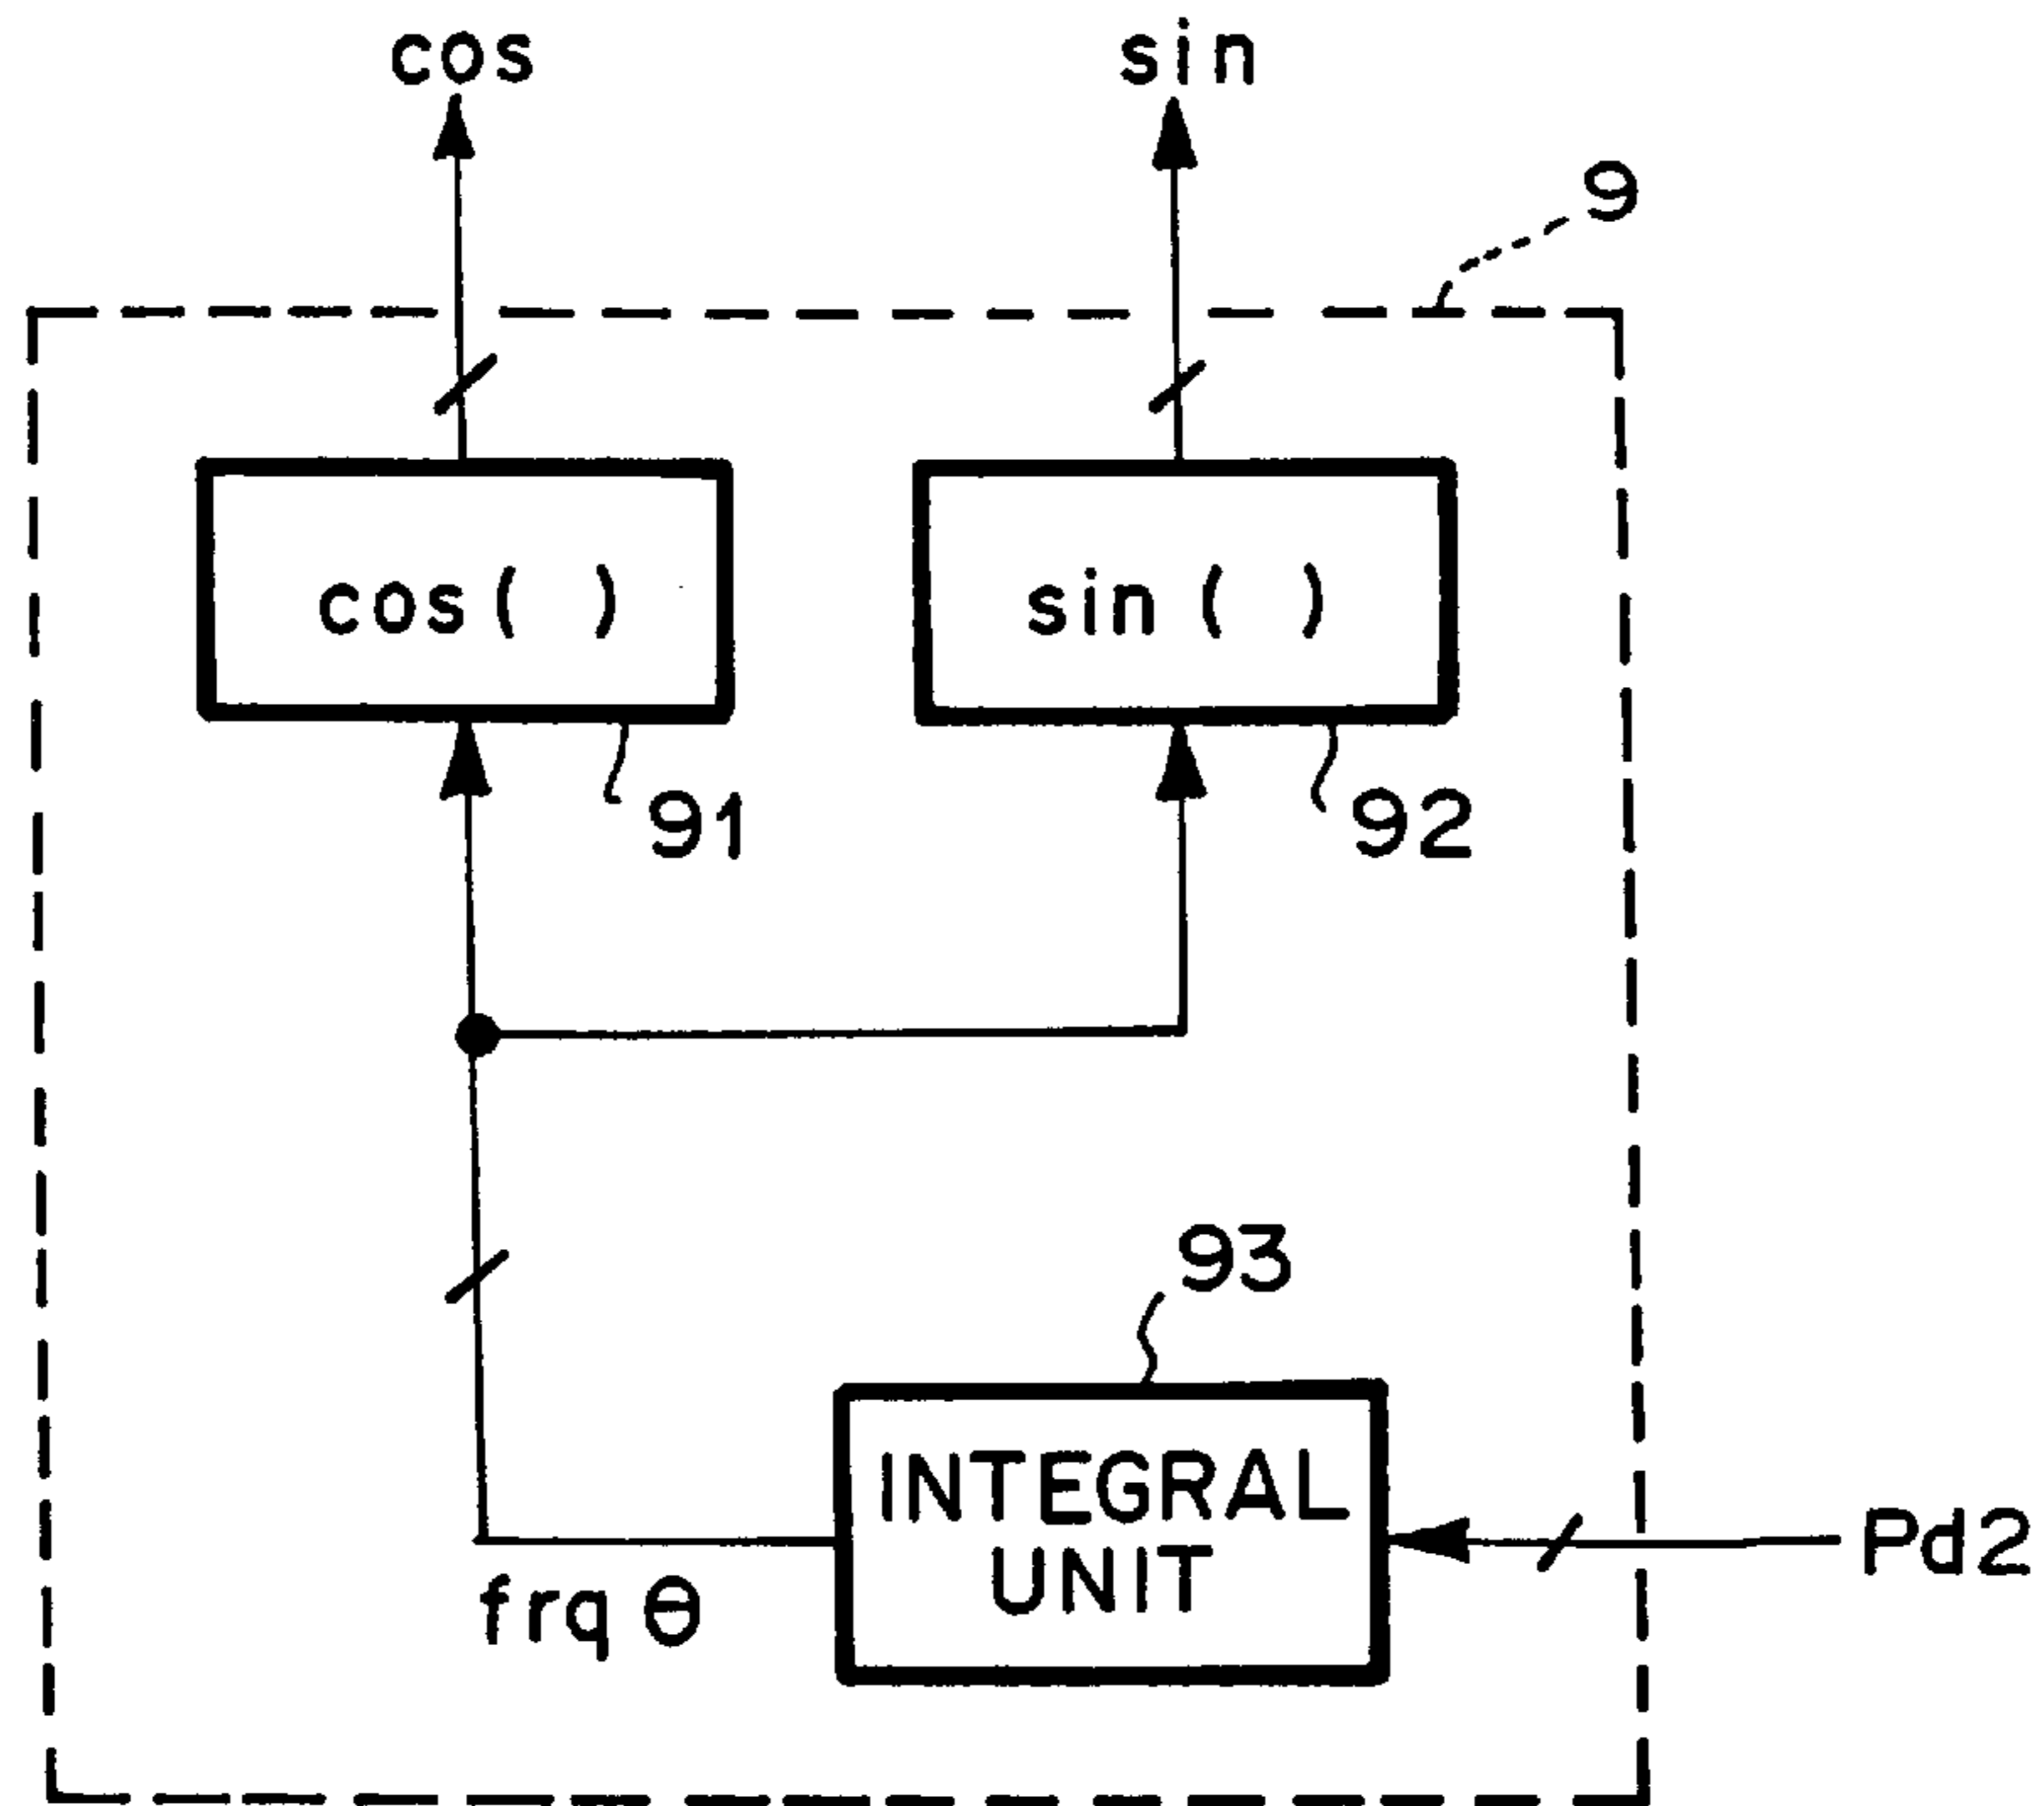 cos
sin
9
cos( )
sin( )
91
92
93
INTEGRAL
UNIT
Pd2
frq θ